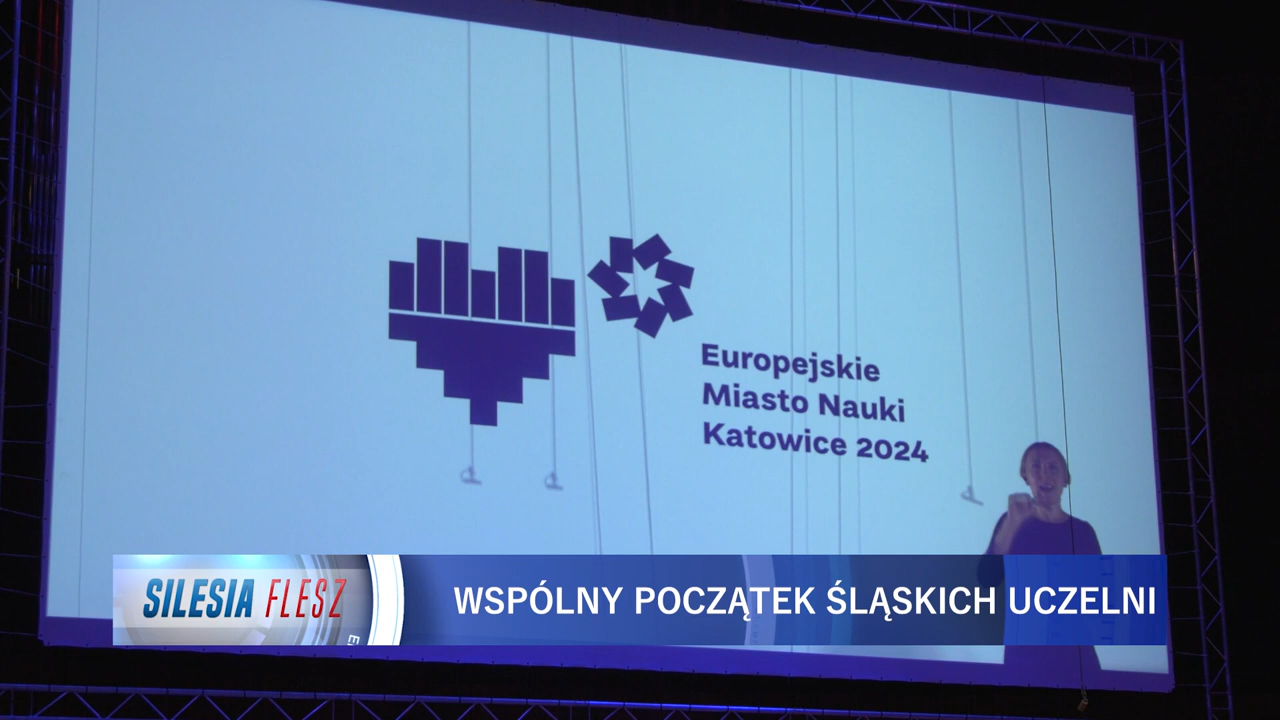 Europejskie
Miasto Nauki
Katowice 2024
SILESIA FLESZ
WSPÓLNY POCZĄTEK ŚLĄSKICH UCZELNI